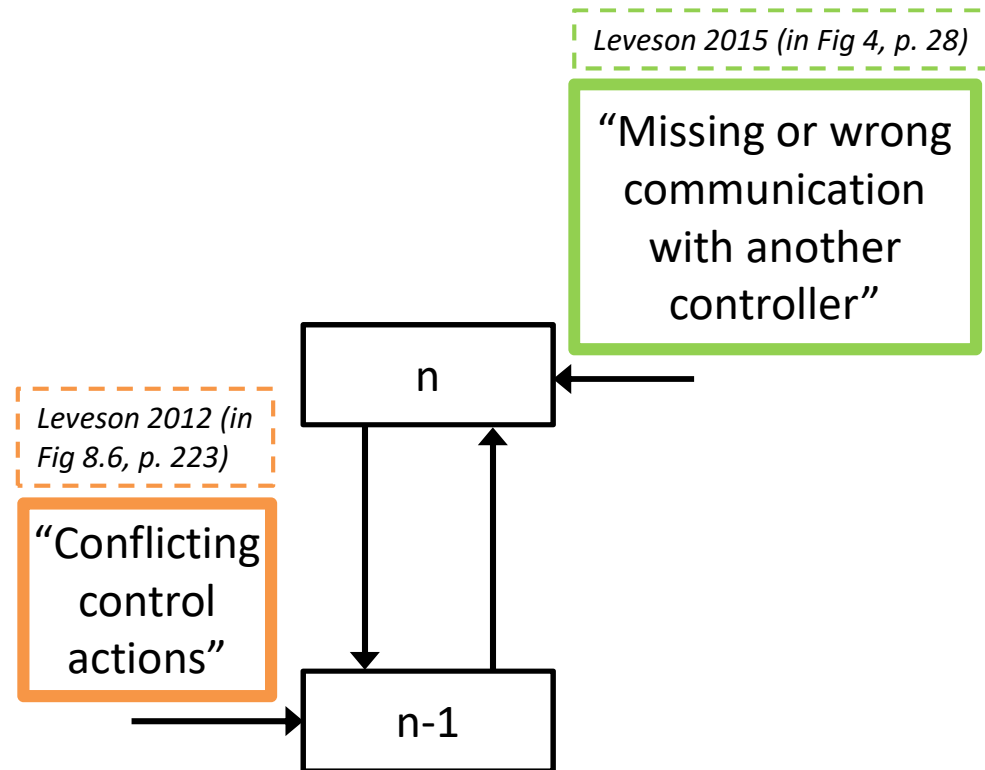 Leveson 2015 (in Fig 4, p. 28)
“Missing or wrong
communication
with another
controller”
n
Leveson 2012 (in
Fig 8.6, p. 223)
“Conflicting
control
actions”
n-1